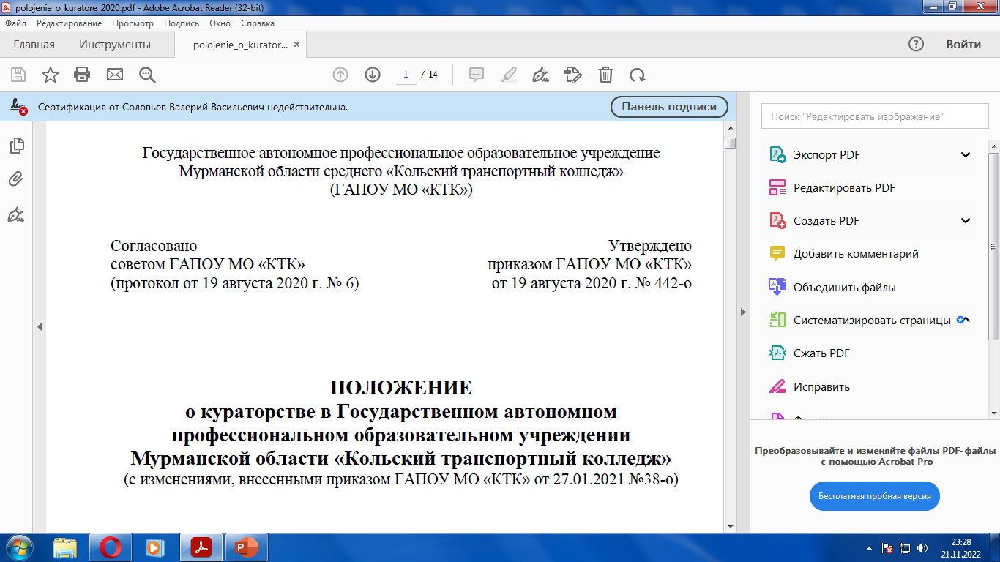 polojenie_o_kuratore_2020.pdf - Adobe Acrobat Reader (32-bit)
Файл Редактирование Просмотр Подпись Окно Справка
Главная Инструменты polojenie_o_kurator... × Войти
1 / 14
Сертификация от Соловьев Валерий Васильевич недействительна.
Панель подписи
Государственное автономное профессиональное образовательное учреждение
Мурманской области среднего «Кольский транспортный колледж»
(ГАПОУ МО «КТК»)
Согласовано
советом ГАПОУ МО «КТК»
(протокол от 19 августа 2020 г. № 6)
Утверждено
приказом ГАПОУ МО «КТК»
от 19 августа 2020 г. № 442-о
ПОЛОЖЕНИЕ
о кураторстве в Государственном автономном
профессиональном образовательном учреждении
Мурманской области «Кольский транспортный колледж»
(с изменениями, внесенными приказом ГАПОУ МО «КТК» от 27.01.2021 №38-о)
Поиск "Редактировать изображение"
Экспорт PDF
Редактировать PDF
Создать PDF
Добавить комментарий
Объединить файлы
Систематизировать страницы
Сжать PDF
Исправить
Формы
Преобразовывайте и изменяйте файлы PDF-файлы
с помощью Acrobat Pro
Бесплатная пробная версия
23:28
21.11.2022